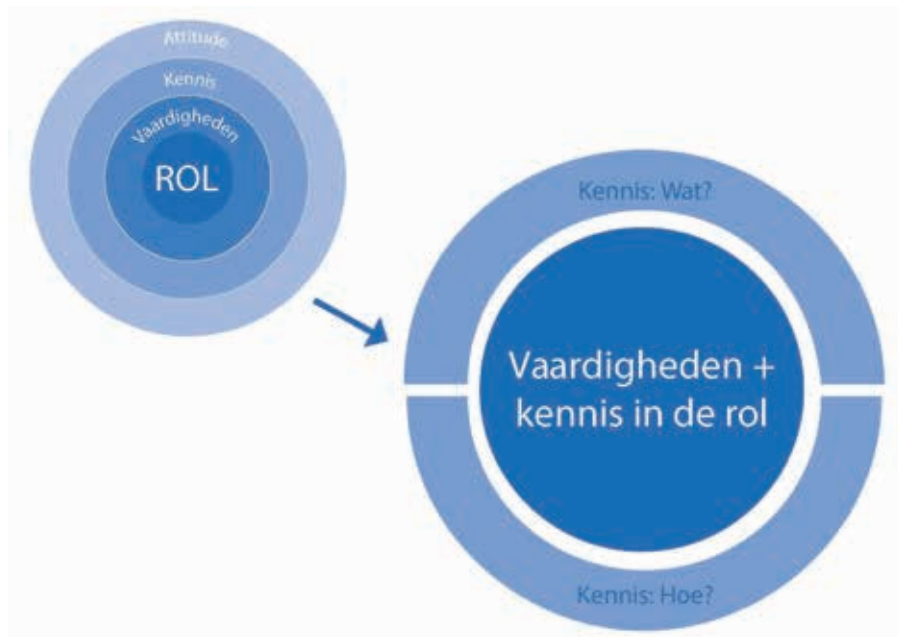 Attitude
Kennis
Vaardigheden
ROL
Kennis: Wat?
Vaardigheden +
kennis in de rol
Kennis: Hoe?